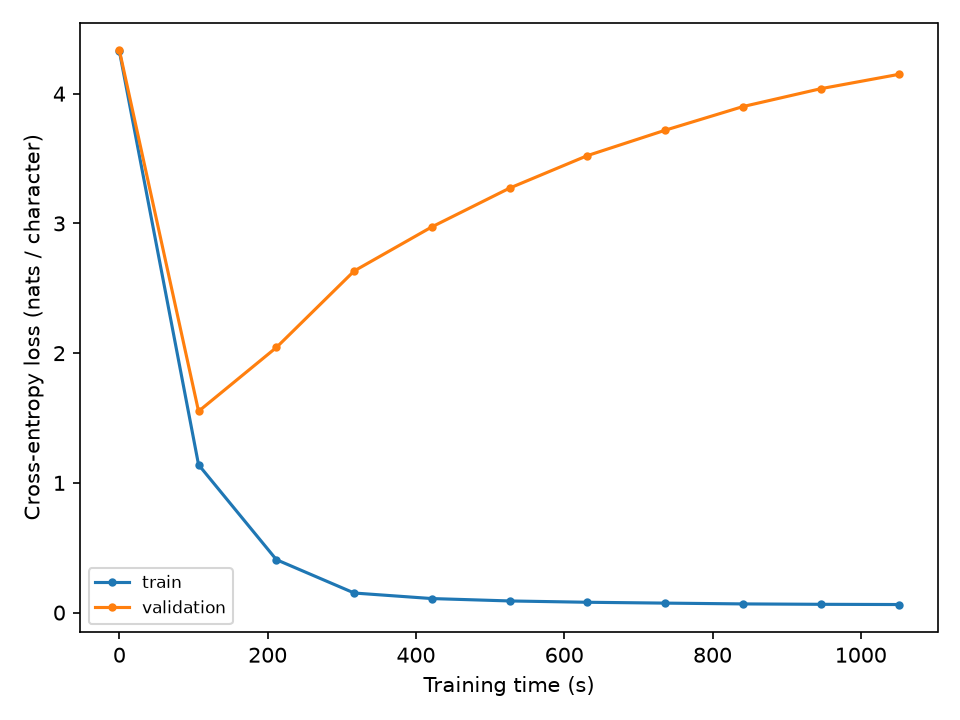 Cross-entropy loss (nats / character)
4
3
2
1
0
train
validation
0 200 400 600 800 1000
Training time (s)